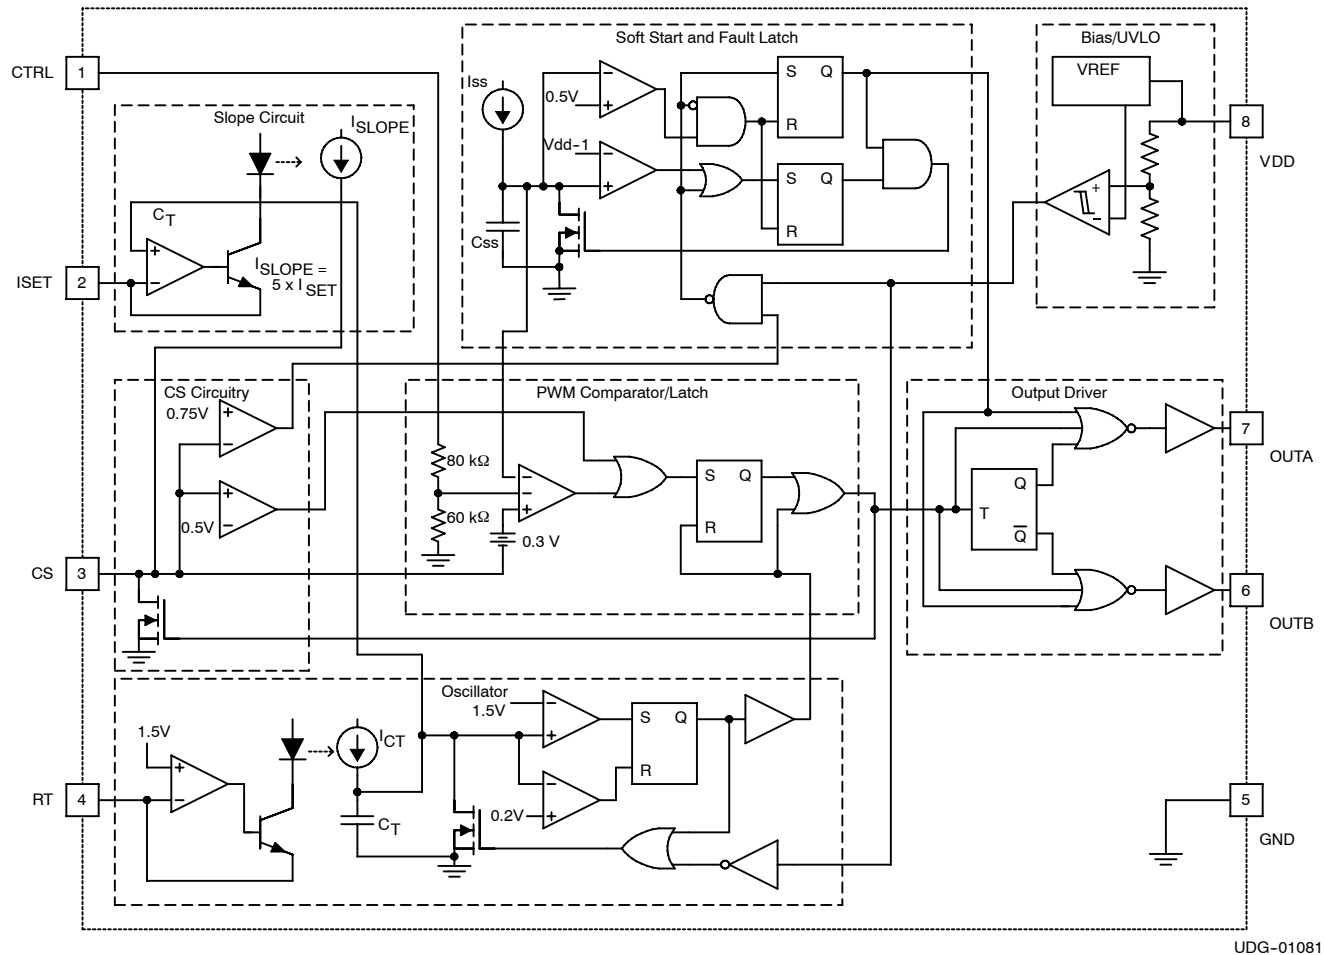 Soft Start and Fault Latch
Bias/UVLO
CTRL
1
Iss
0.5V
S
Q
R
VREF
Slope Circuit
ISLOPE
8
VDD
Vdd-1
S
Q
R
+
-
CT
Css
ISLOPE =
5 x ISET
ISET
2
CS Circuitry
PWM Comparator/Latch
Output Driver
0.75V
7
OUTA
80 kΩ
S
Q
R
Q
T
Q
0.5V
60 kΩ
0.3 V
CS
3
6
OUTB
Oscillator
1.5V
S
Q
R
1.5V
ICT
RT
4
0.2V
CT
5
GND
UDG-01081